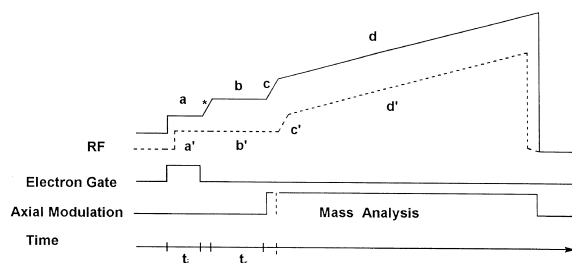 d
a
*
b
c
d'
c'
RF
a'
b'
Electron Gate
Axial Modulation
Mass Analysis
Time